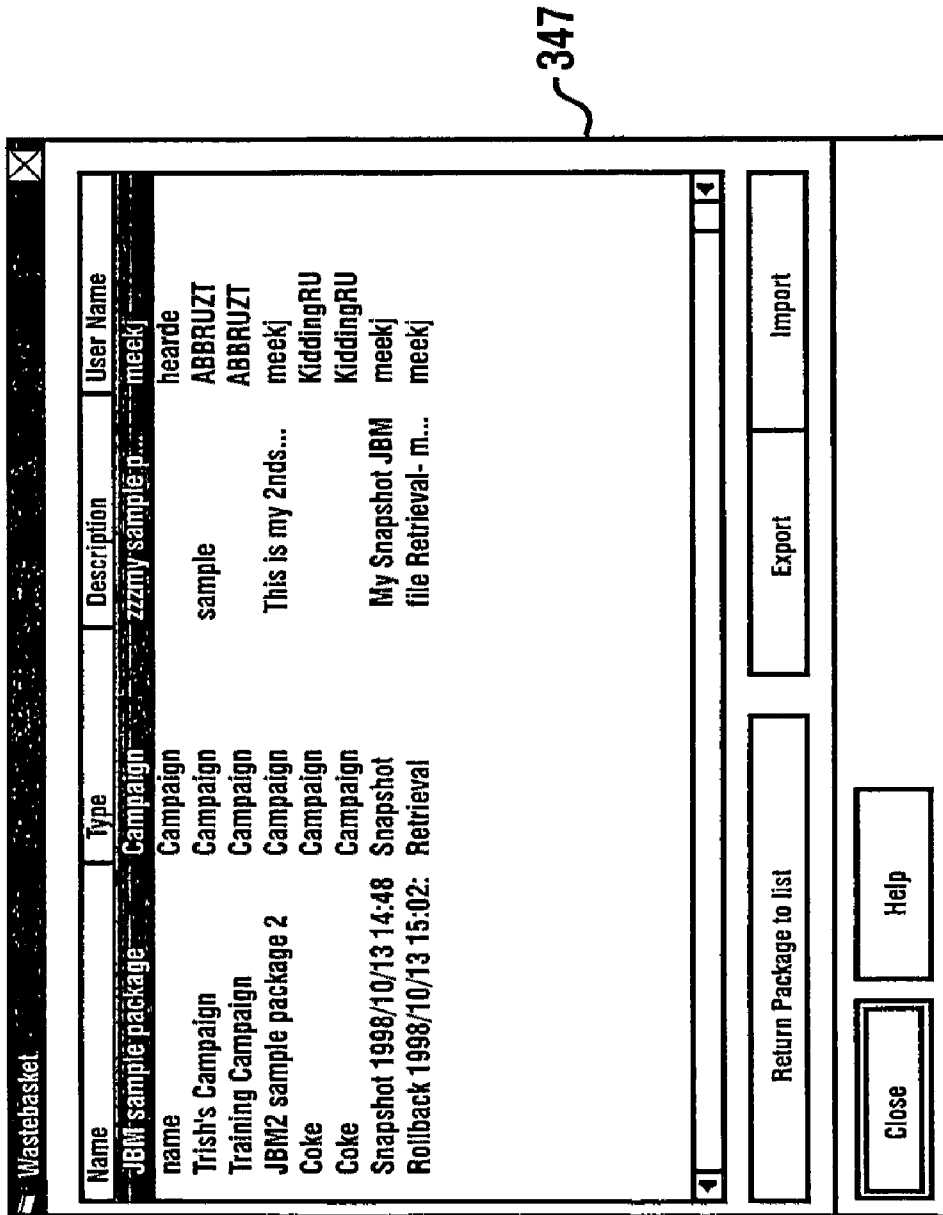 Wastebasket
Name Type Description User Name
JBM sample package Campaign zzzmy sample p... meekj
name Campaign hearde
Trish's Campaign Campaign sample ABBRUZT
Training Campaign Campaign ABBRUZT
JBM2 sample package 2 Campaign This is my 2nds... meekj
Coke Campaign KiddingRU
Coke Campaign KiddingRU
Snapshot 1998/10/13 14:48 Snapshot My Snapshot JBM meekj
Rollback 1998/10/13 15:02: Retrieval file Retrieval- m... meekj
Return Package to list Export Import
Close Help
347